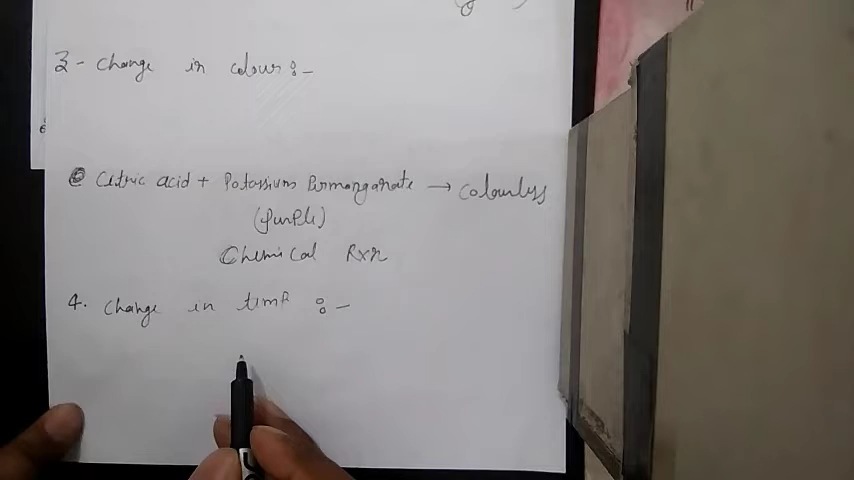 3- Change in colour :-
Citric acid + Potassium Permanganate → Colourless
(purple)
Chemical Rxn
4. Change in temp :-